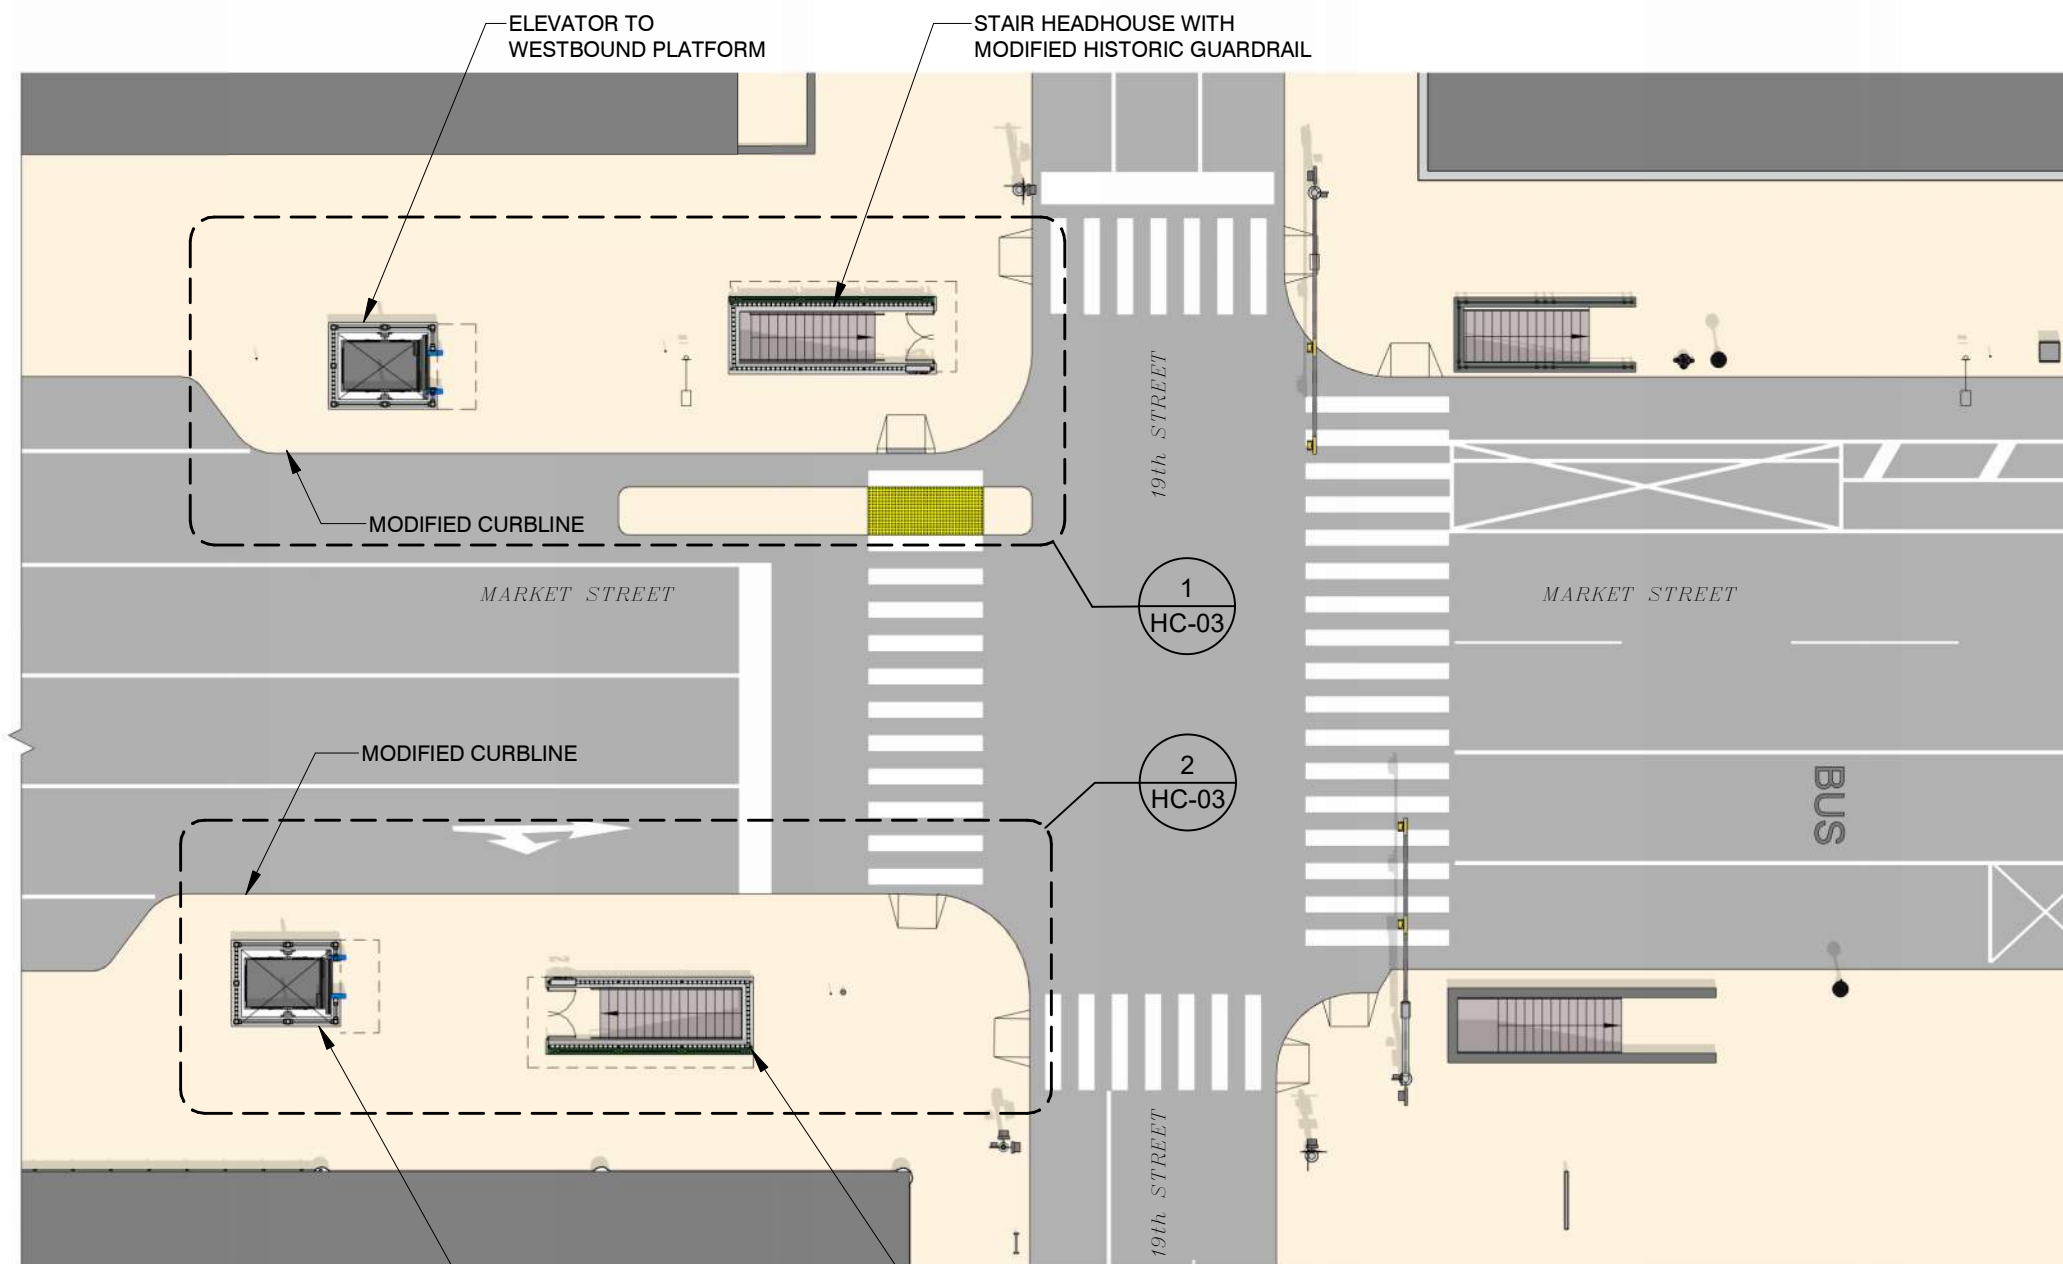 ELEVATOR TO
WESTBOUND PLATFORM
STAIR HEADHOUSE WITH
MODIFIED HISTORIC GUARDRAIL
19th STREET
MODIFIED CURBLINE
MARKET STREET
1
HC-03
MARKET STREET
MODIFIED CURBLINE
2
HC-03
BUS
19th STREET